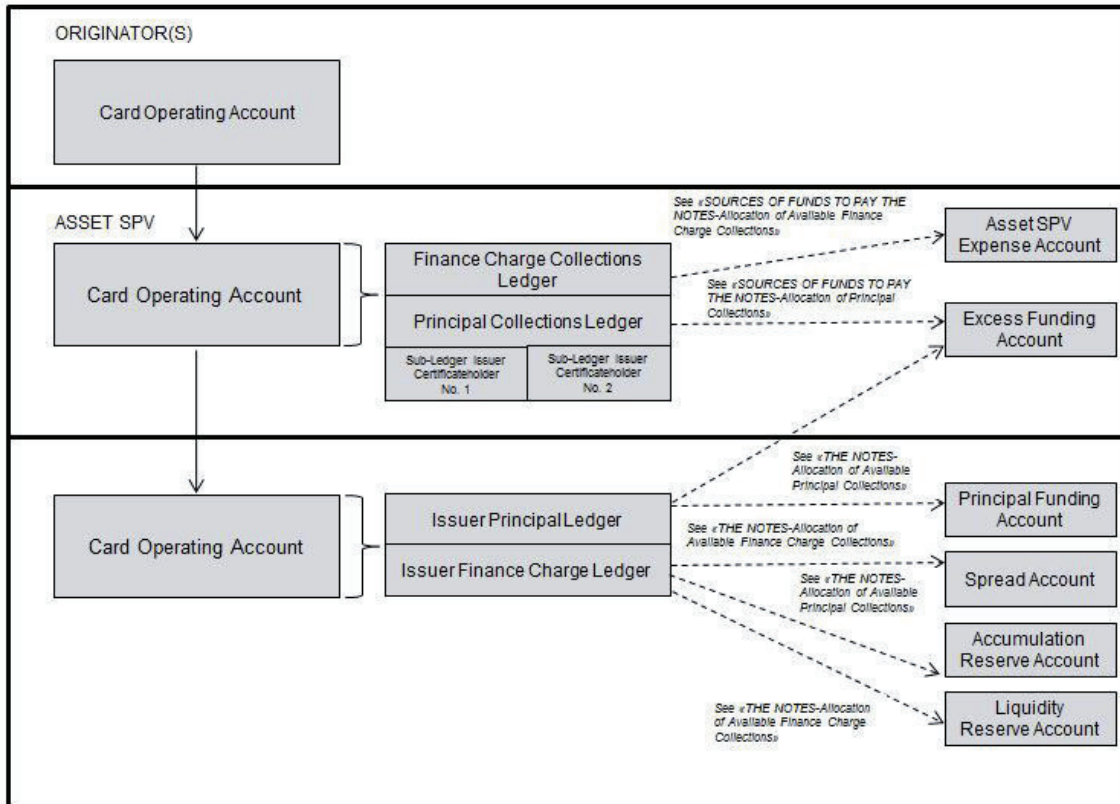 ORIGINATOR(S)
Card Operating Account
ASSET SPV
Card Operating Account
Finance Charge Collections
Ledger
Principal Collections Ledger
Sub-Ledger Issuer
Certificateholder
No. 1
Sub-Ledger Issuer
Certificateholder
No. 2
See «SOURCES OF FUNDS TO PAY THE
NOTES-Allocation of Available Finance
Charge Collections»
See «SOURCES OF FUNDS TO PAY
THE NOTES-Allocation of Principal
Collections»
Asset SPV
Expense Account
Excess Funding
Account
Card Operating Account
Issuer Principal Ledger
Issuer Finance Charge Ledger
See «THE NOTES-
Allocation of Available
Principal Collections»
See «THE NOTES-Allocation of
Available Finance Charge Collections»
See «THE NOTES-
Allocation of Available
Principal Collections»
See «THE NOTES-Allocation
of Available Finance Charge
Collections»
Principal Funding
Account
Spread Account
Accumulation
Reserve Account
Liquidity
Reserve Account